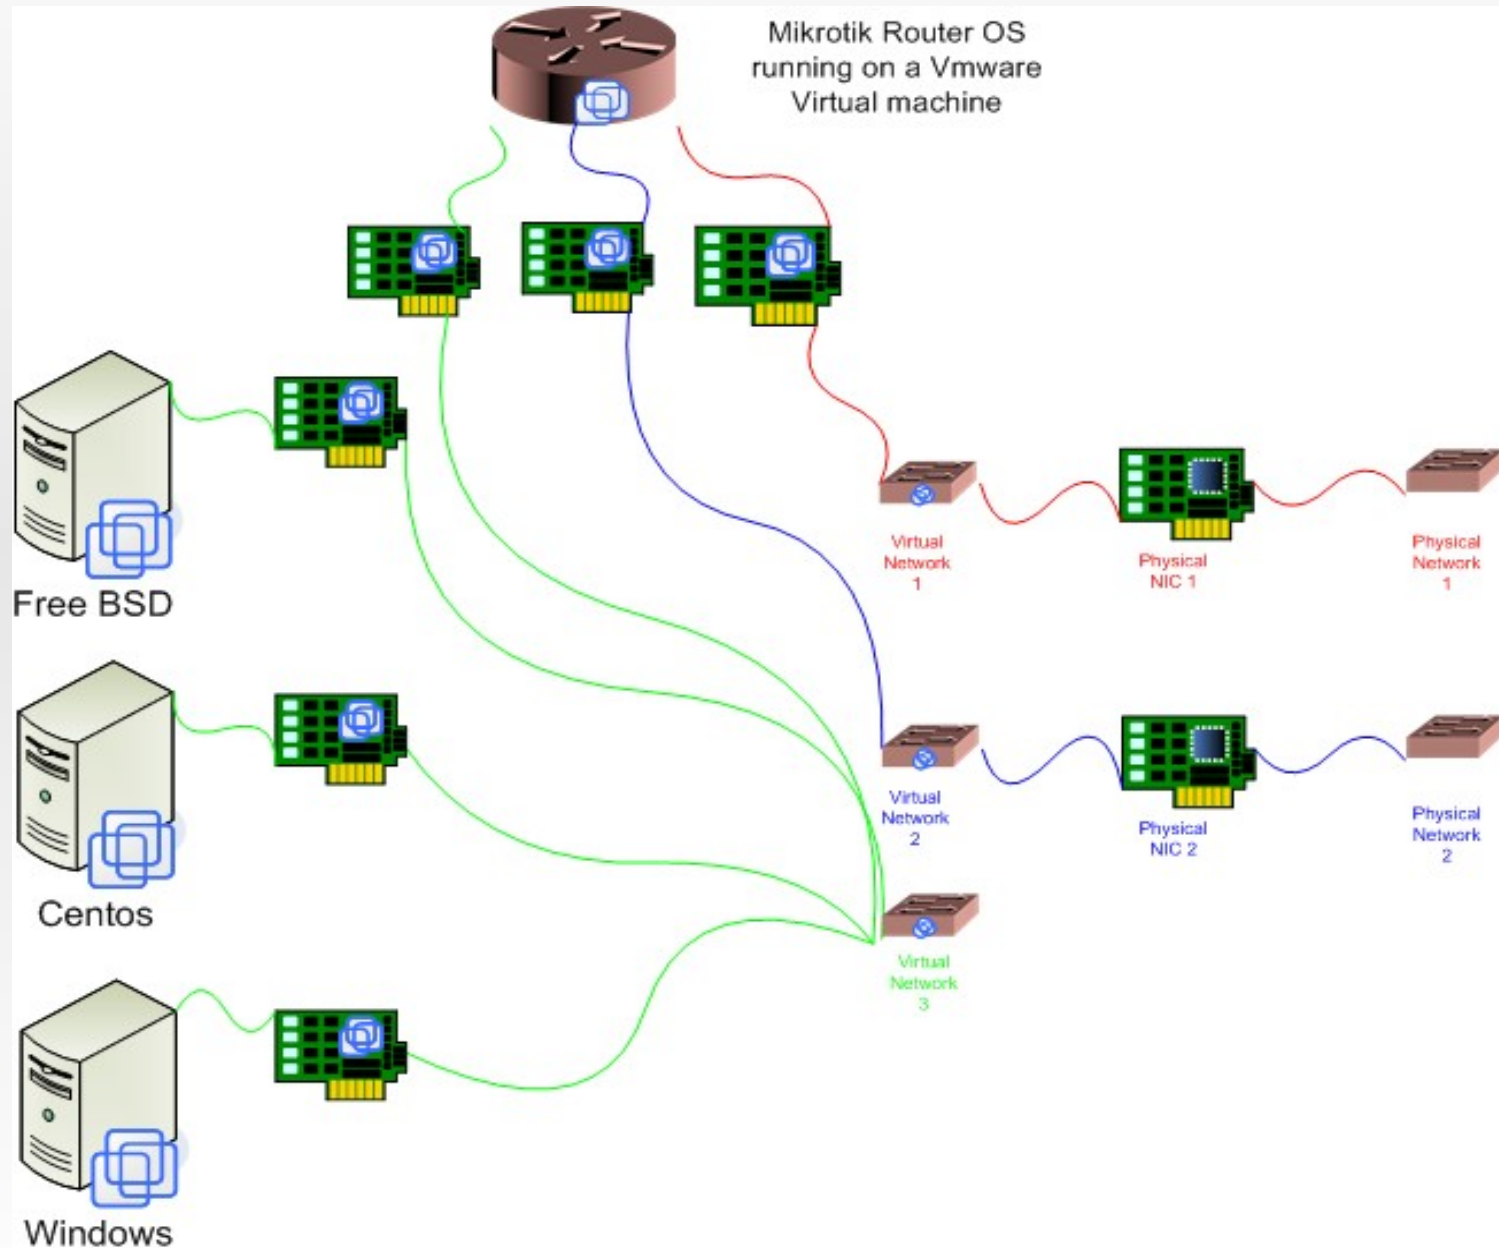 Mikrotik Router OS
running on a Vmware
Virtual machine
Free BSD
Centos
Windows
Virtual
Network
1
Physical
NIC 1
Physical
Network
1
Virtual
Network
2
Physical
NIC 2
Physical
Network
2
Virtual
Network
3